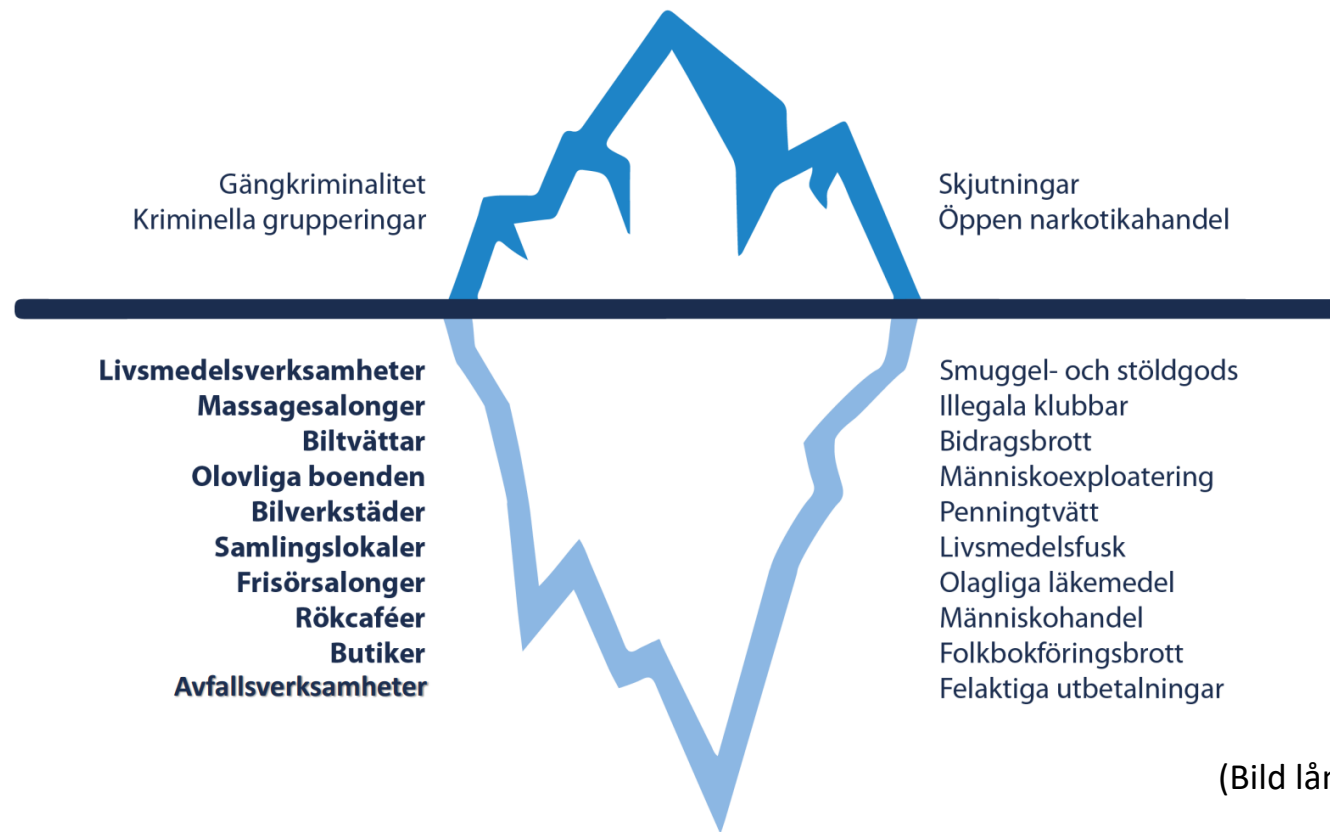 Gängkriminalitet
Kriminella grupperingar
Skjutningar
Öppen narkotikahandel
Livsmedelsverksamheter
Massagesalonger
Biltvättar
Olovliga boenden
Bilverkstäder
Samlingslokaler
Frisörsalonger
Rökcaféer
Butiker
Avfallsverksamheter
Smuggel- och stöldgods
Illegala klubbar
Bidragsbrott
Människoexploatering
Penningtvätt
Livsmedelsfusk
Olagliga läkemedel
Människohandel
Folkbokföringsbrott
Felaktiga utbetalningar
(Bild